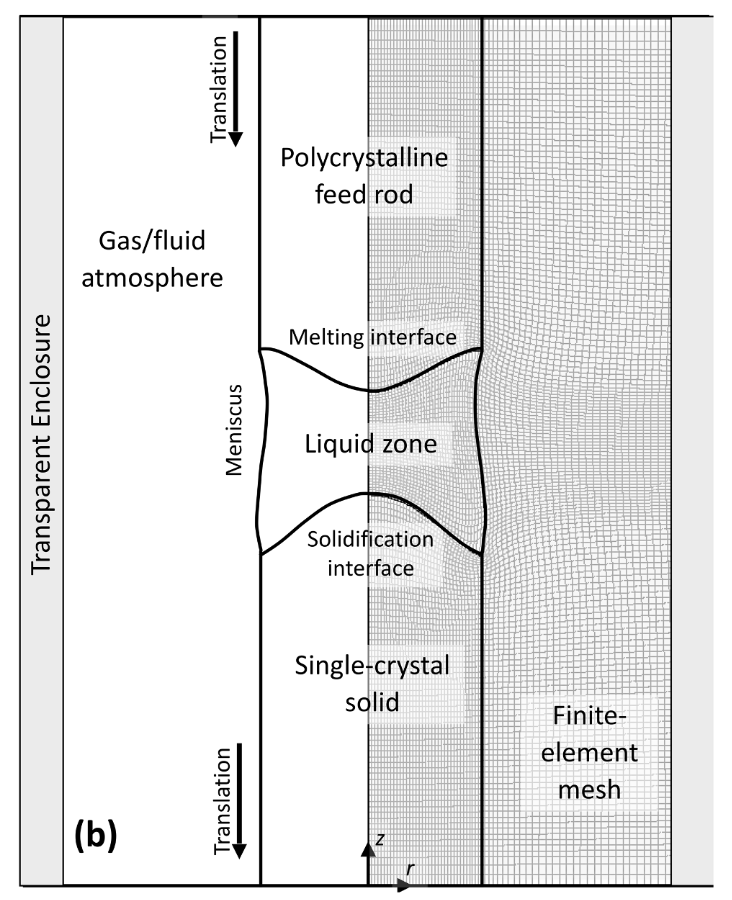 Translation
Polycrystalline
feed rod
Gas/fluid
atmosphere
Transparent Enclosure
Melting interface
Meniscus
Liquid zone
Solidification
interface
Single-crystal
solid
Finite-
element
mesh
Translation
(b)
z
r